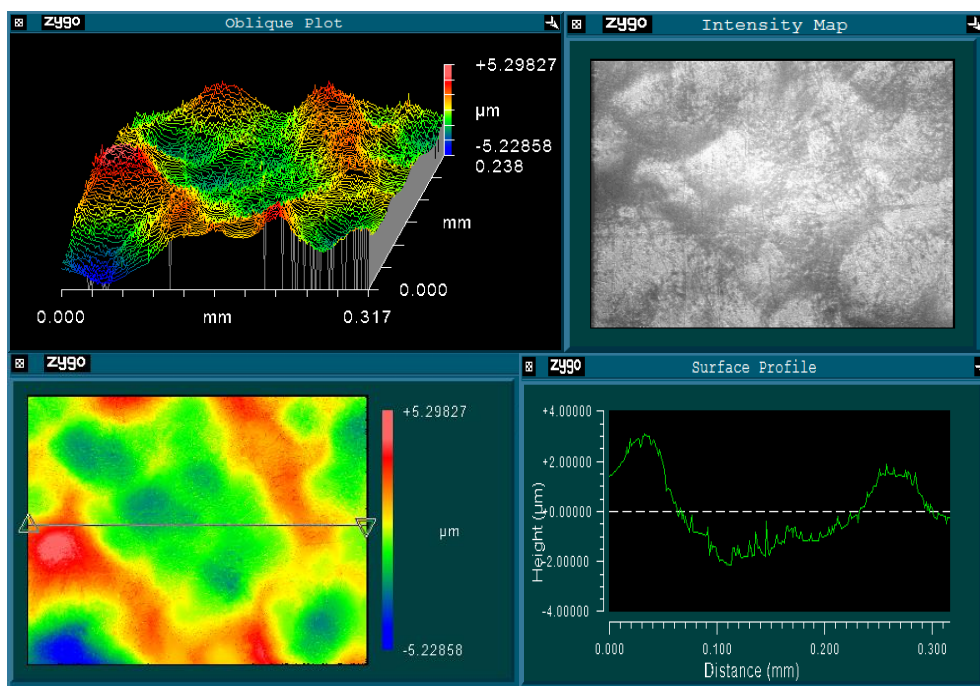 zygo
Oblique Plot
+5.29827
µm
-5.22858
0.238
mm
0.000
0.000
mm
0.317
zygo
Intensity Map
zygo
+5.29827
µm
-5.22858
zygo
Surface Profile
+4.00000
+2.00000
+0.00000
-2.00000
-4.00000
Height (µm)
0.000
0.100
0.200
0.300
Distance (mm)